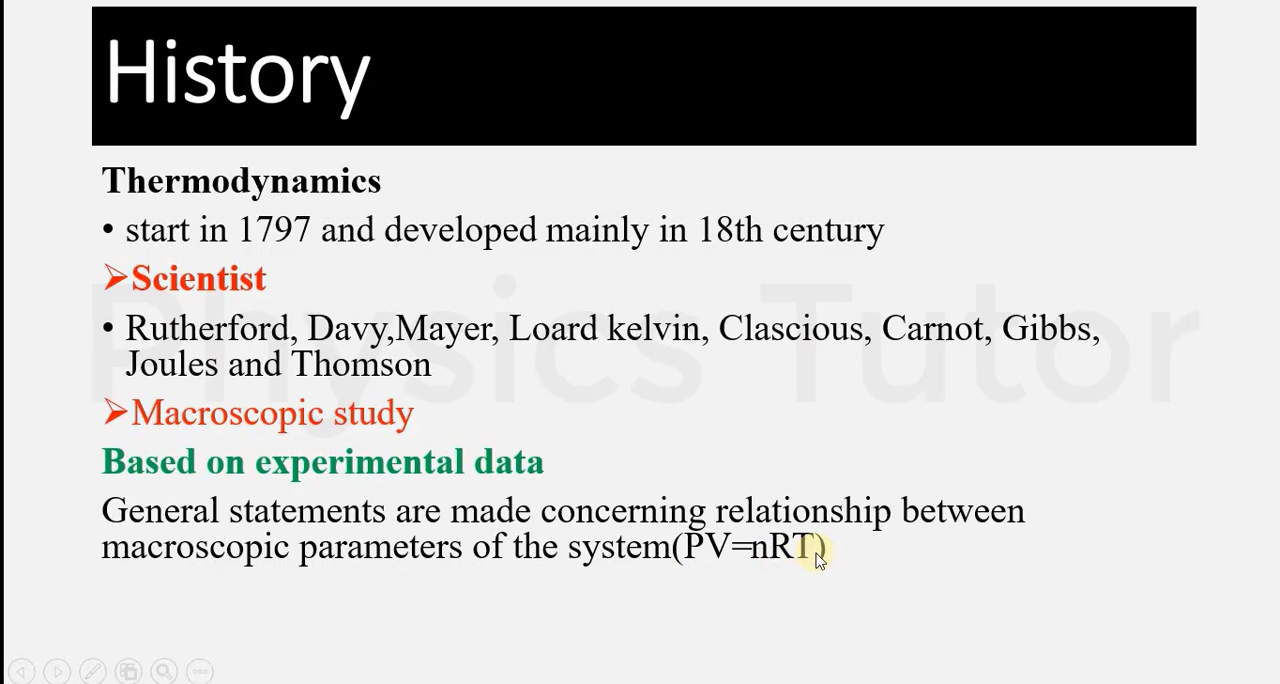 History
Thermodynamics
• start in 1797 and developed mainly in 18th century
➢Scientist
• Rutherford, Davy,Mayer, Loard kelvin, Clascious, Carnot, Gibbs,
Joules and Thomson
➢Macroscopic study
Based on experimental data
General statements are made concerning relationship between
macroscopic parameters of the system(PV=nRT)
Physics Tutor